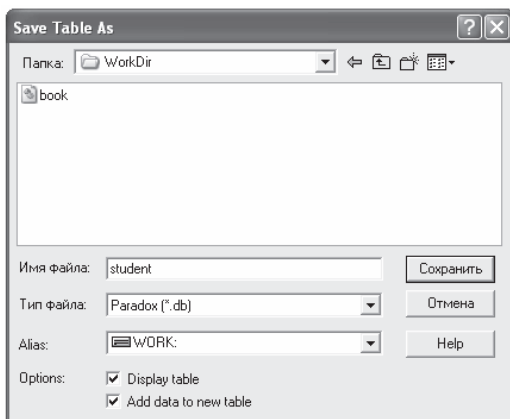 Save Table As
Папка: WorkDir
book
Имя файла: student
Сохранить
Тип файла: Paradox (*.db)
Отмена
Alias: WORK:
Help
Options: Display table
Add data to new table